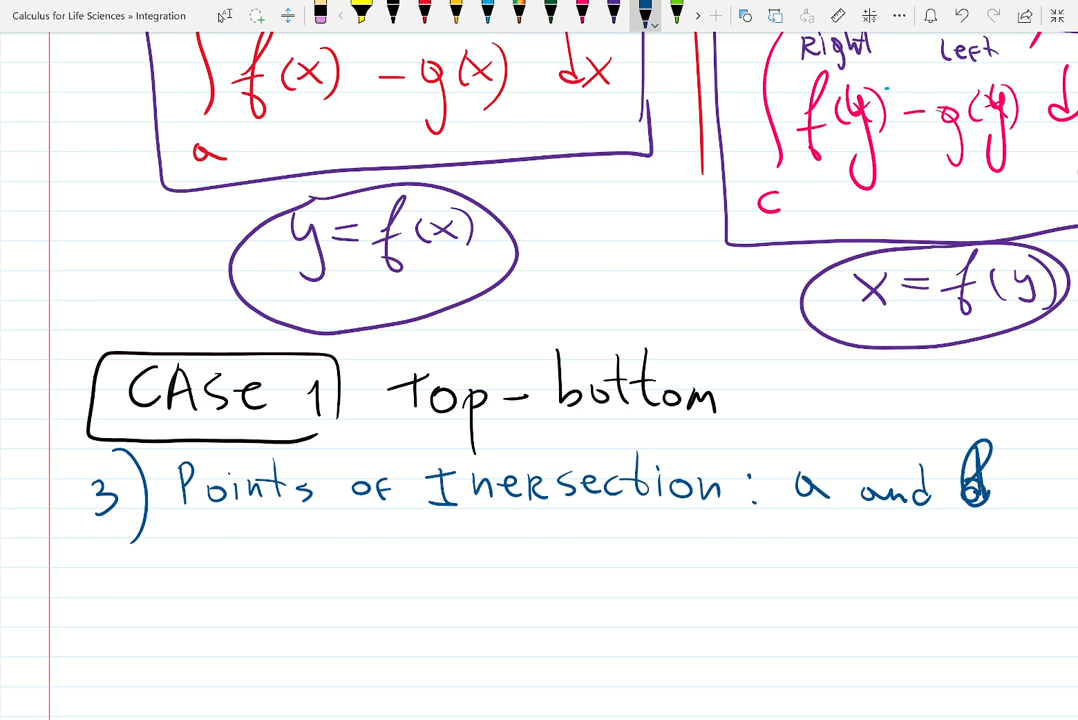 Calculus for Life Sciences » Integration
Right Left
∫ f(x) - g(x) dx
a
f(y) - g(y) d
c
y = f(x)
x = f(y)
CASe 1 Top - bottom
3) Points of Inersection : a and b